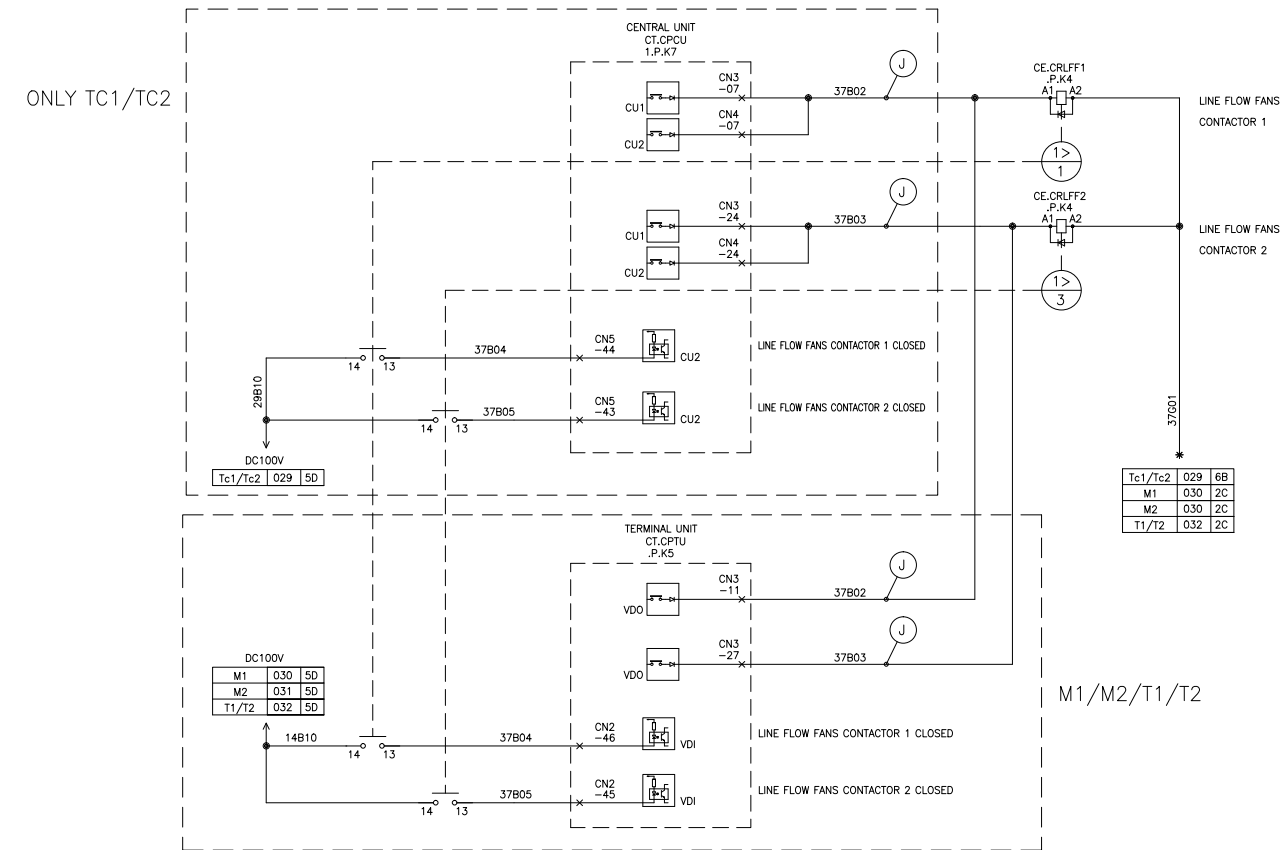 ONLY TC1/TC2
CENTRAL UNIT
CT.CPCU
1.P.K7
CU1
CN3
-07
37B02
J
CU2
CN4
-07
CE.CRLFF1
.P.K4
A1 A2
LINE FLOW FANS
CONTACTOR 1
1>
1
CU1
CN3
-24
37B03
J
CU2
CN4
-24
CE.CRLFF2
.P.K4
A1 A2
LINE FLOW FANS
CONTACTOR 2
1>
3
14 13
37B04
CN5
-44
CU2
LINE FLOW FANS CONTACTOR 1 CLOSED
29B10
14 13
37B05
CN5
-43
CU2
LINE FLOW FANS CONTACTOR 2 CLOSED
DC100V
Tc1/Tc2 029 5D
37G01
Tc1/Tc2 029 6B
M1 030 2C
M2 030 2C
T1/T2 032 2C
TERMINAL UNIT
CT.CPTU
.P.K5
VDO
CN3
-11
37B02
J
VDO
CN3
-27
37B03
J
DC100V
M1 030 5D
M2 031 5D
T1/T2 032 5D
M1/M2/T1/T2
14B10
14 13
37B04
CN2
-46
VDI
LINE FLOW FANS CONTACTOR 1 CLOSED
14 13
37B05
CN2
-45
VDI
LINE FLOW FANS CONTACTOR 2 CLOSED